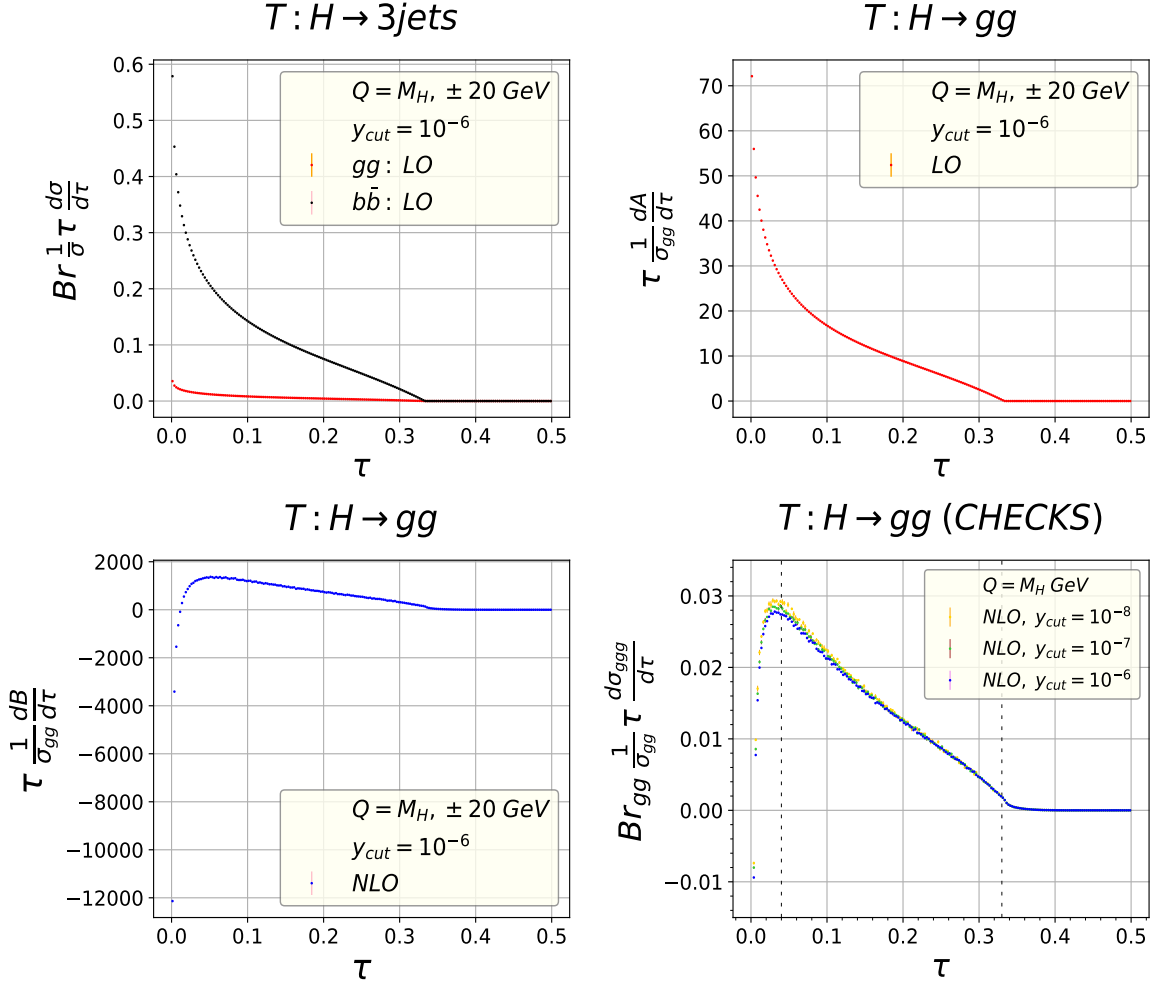 T : H → 3jets
Br 1/σ τ dσ/dτ
0.6
0.5
0.4
0.3
0.2
0.1
0.0
Q = M_H, ± 20 GeV
y_cut = 10^−6
gg : LO
bb̄ : LO
0.0 0.1 0.2 0.3 0.4 0.5
τ
T : H → gg
τ 1/σ_gg dA/dτ
70
60
50
40
30
20
10
0
Q = M_H, ± 20 GeV
y_cut = 10^−6
LO
0.0 0.1 0.2 0.3 0.4 0.5
τ
T : H → gg
τ 1/σ_gg dB/dτ
2000
0
−2000
−4000
−6000
−8000
−10000
−12000
Q = M_H, ± 20 GeV
y_cut = 10^−6
NLO
0.0 0.1 0.2 0.3 0.4 0.5
τ
T : H → gg (CHECKS)
Br_gg 1/σ_gg τ dσ_ggg/dτ
0.03
0.02
0.01
0.00
−0.01
Q = M_H GeV
NLO, y_cut = 10^−8
NLO, y_cut = 10^−7
NLO, y_cut = 10^−6
0.0 0.1 0.2 0.3 0.4 0.5
τ